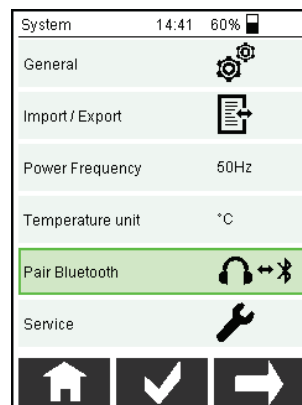 System 14:41 60%
General
Import / Export
Power Frequency 50Hz
Temperature unit °C
Pair Bluetooth
Service